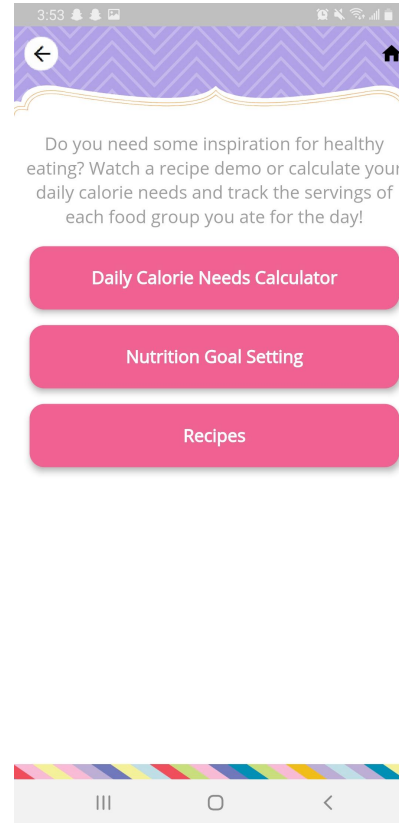 3:53
Do you need some inspiration for healthy
eating? Watch a recipe demo or calculate your
daily calorie needs and track the servings of
each food group you ate for the day!
Daily Calorie Needs Calculator
Nutrition Goal Setting
Recipes